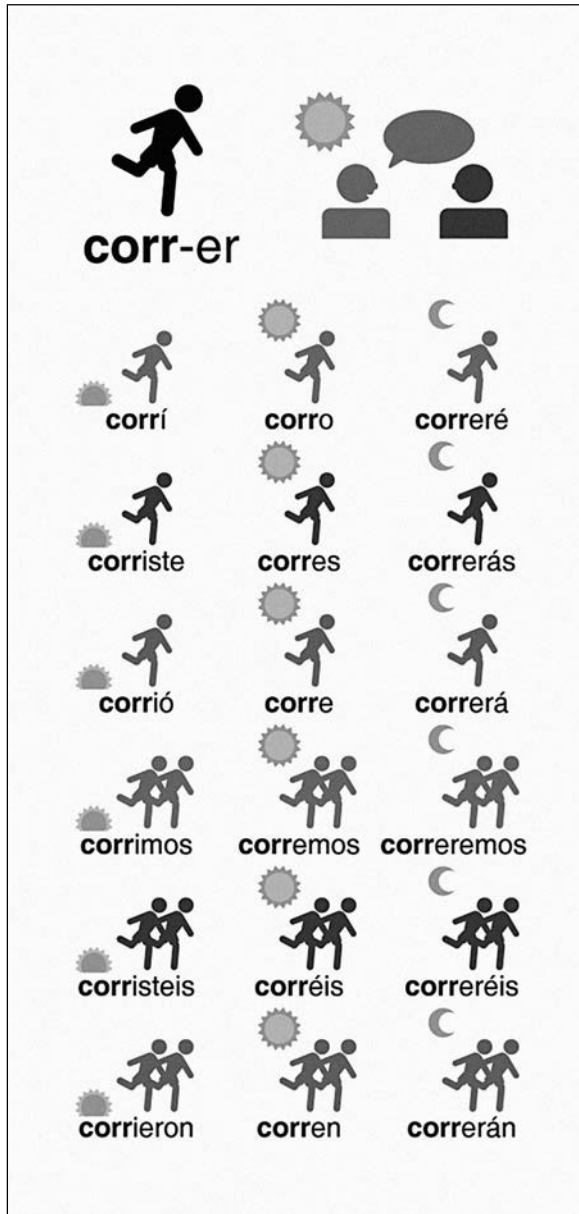 corr-er
corrí corro correré
corriste corres correrás
corrió corre correrá
corrimos corremos correremos
corristeis corréis correréis
corrieron corren correrán